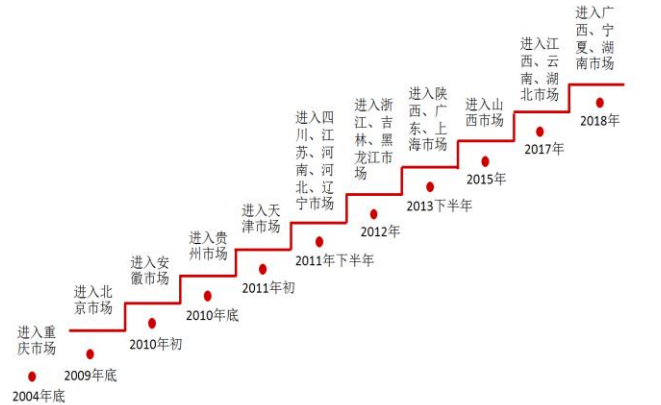 进入重
庆市场
2004年底
进入北
京市场
2009年底
进入安
徽市场
2010年初
进入贵
州市场
2010年底
进入天
津市场
2011年初
进入四
川、江
苏、河
南、河
北、辽
宁市场
2011年下半年
进入浙
江、吉
林、黑
龙江市
场
2012年
进入陕
西、广
东、上
海市场
2013下半年
进入山
西市场
2015年
进入江
西、云
南、湖
北市场
2017年
进入广
西、宁
夏、湖
南市场
2018年